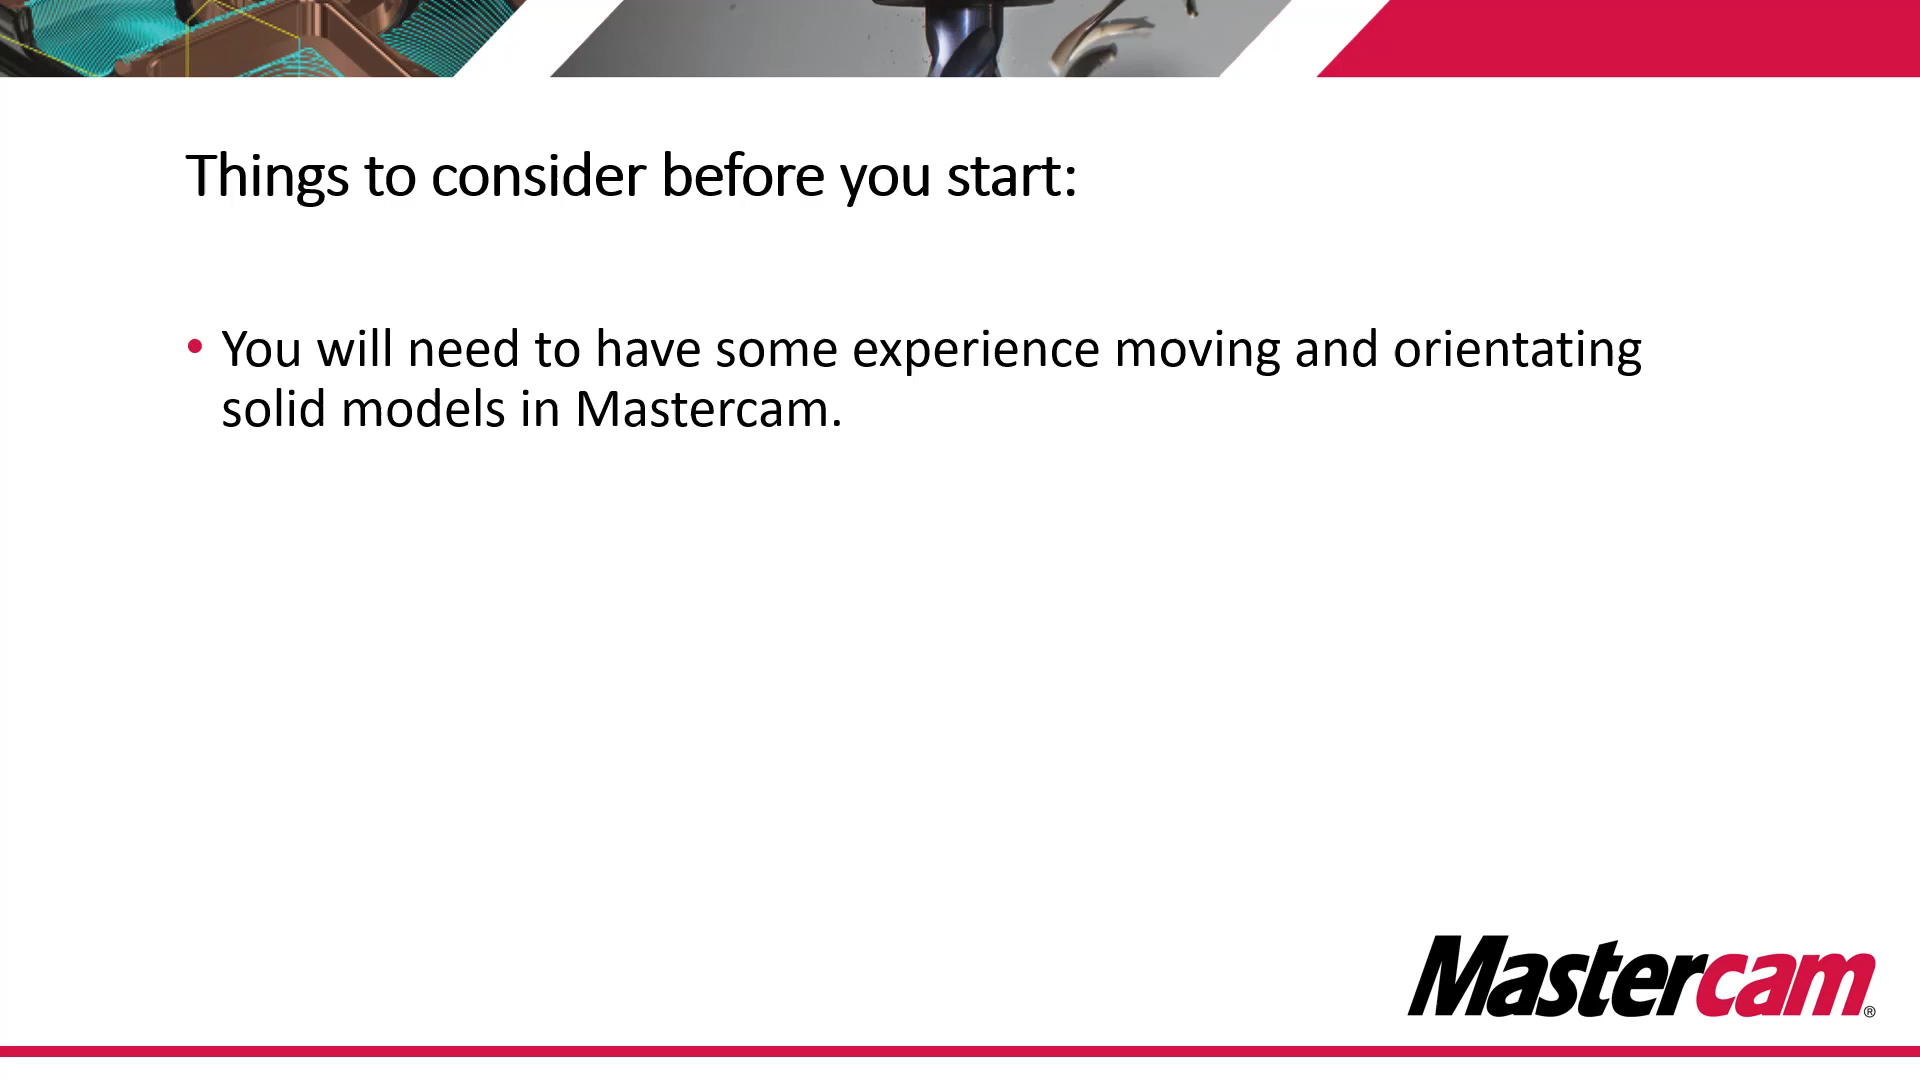 Things to consider before you start:
• You will need to have some experience moving and orientating
solid models in Mastercam.
Mastercam®